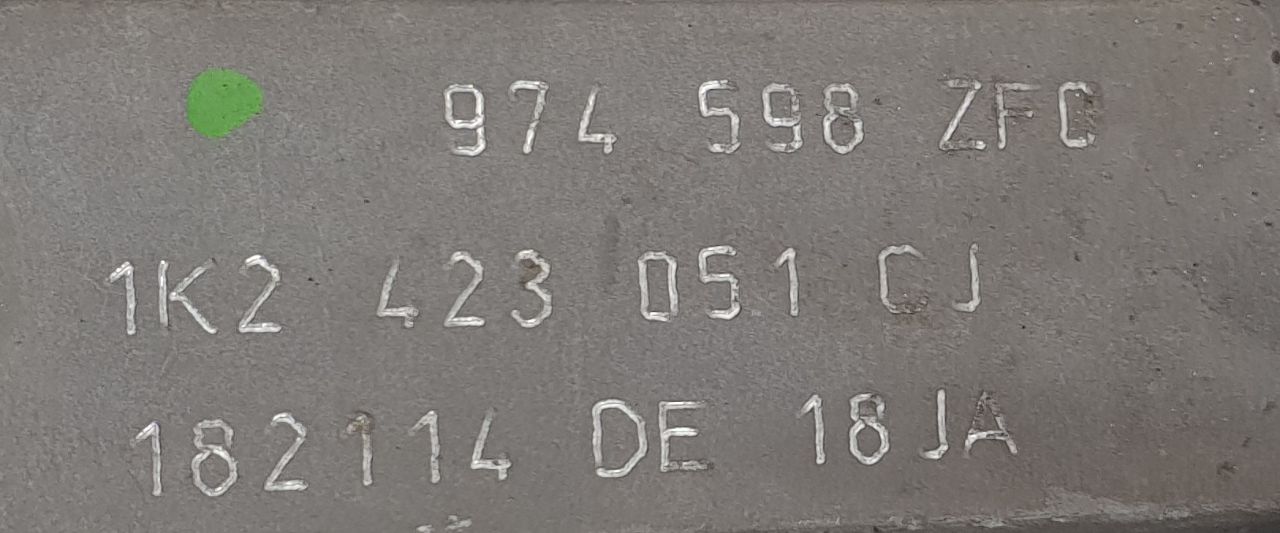 974 598 ZFC
1K2 423 051 CJ
182114 DE 18JA